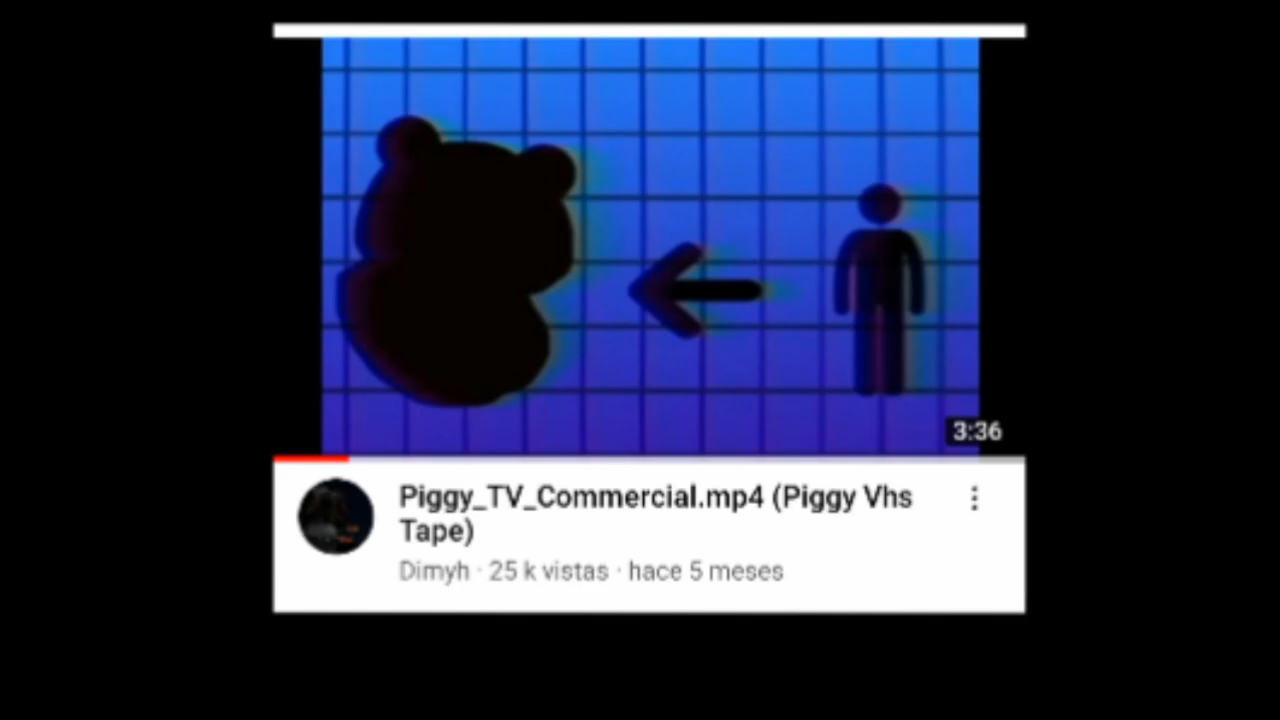 3:36
Piggy_TV_Commercial.mp4 (Piggy Vhs
Tape)
Dimyh · 25 k vistas · hace 5 meses